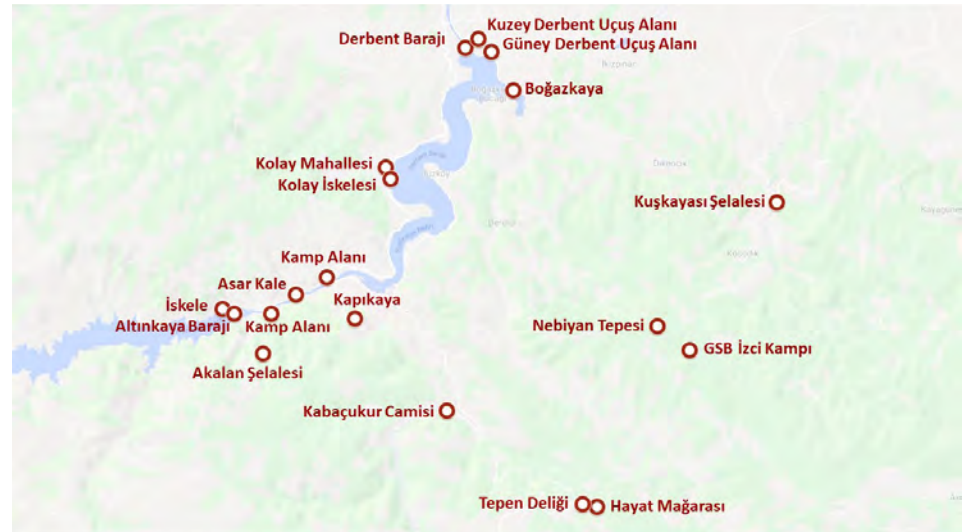 Kuzey Derbent Uçuş Alanı
Derbent Barajı
Güney Derbent Uçuş Alanı
Boğazkaya
Kolay Mahallesi
Kolay İskelesi
Kuşkayası Şelalesi
Kamp Alanı
Asar Kale
İskele
Kapıkaya
Altınkaya Barajı
Kamp Alanı
Nebiyan Tepesi
GSB İzci Kampı
Akalan Şelalesi
Kabaçukur Camisi
Tepen Deliği
Hayat Mağarası